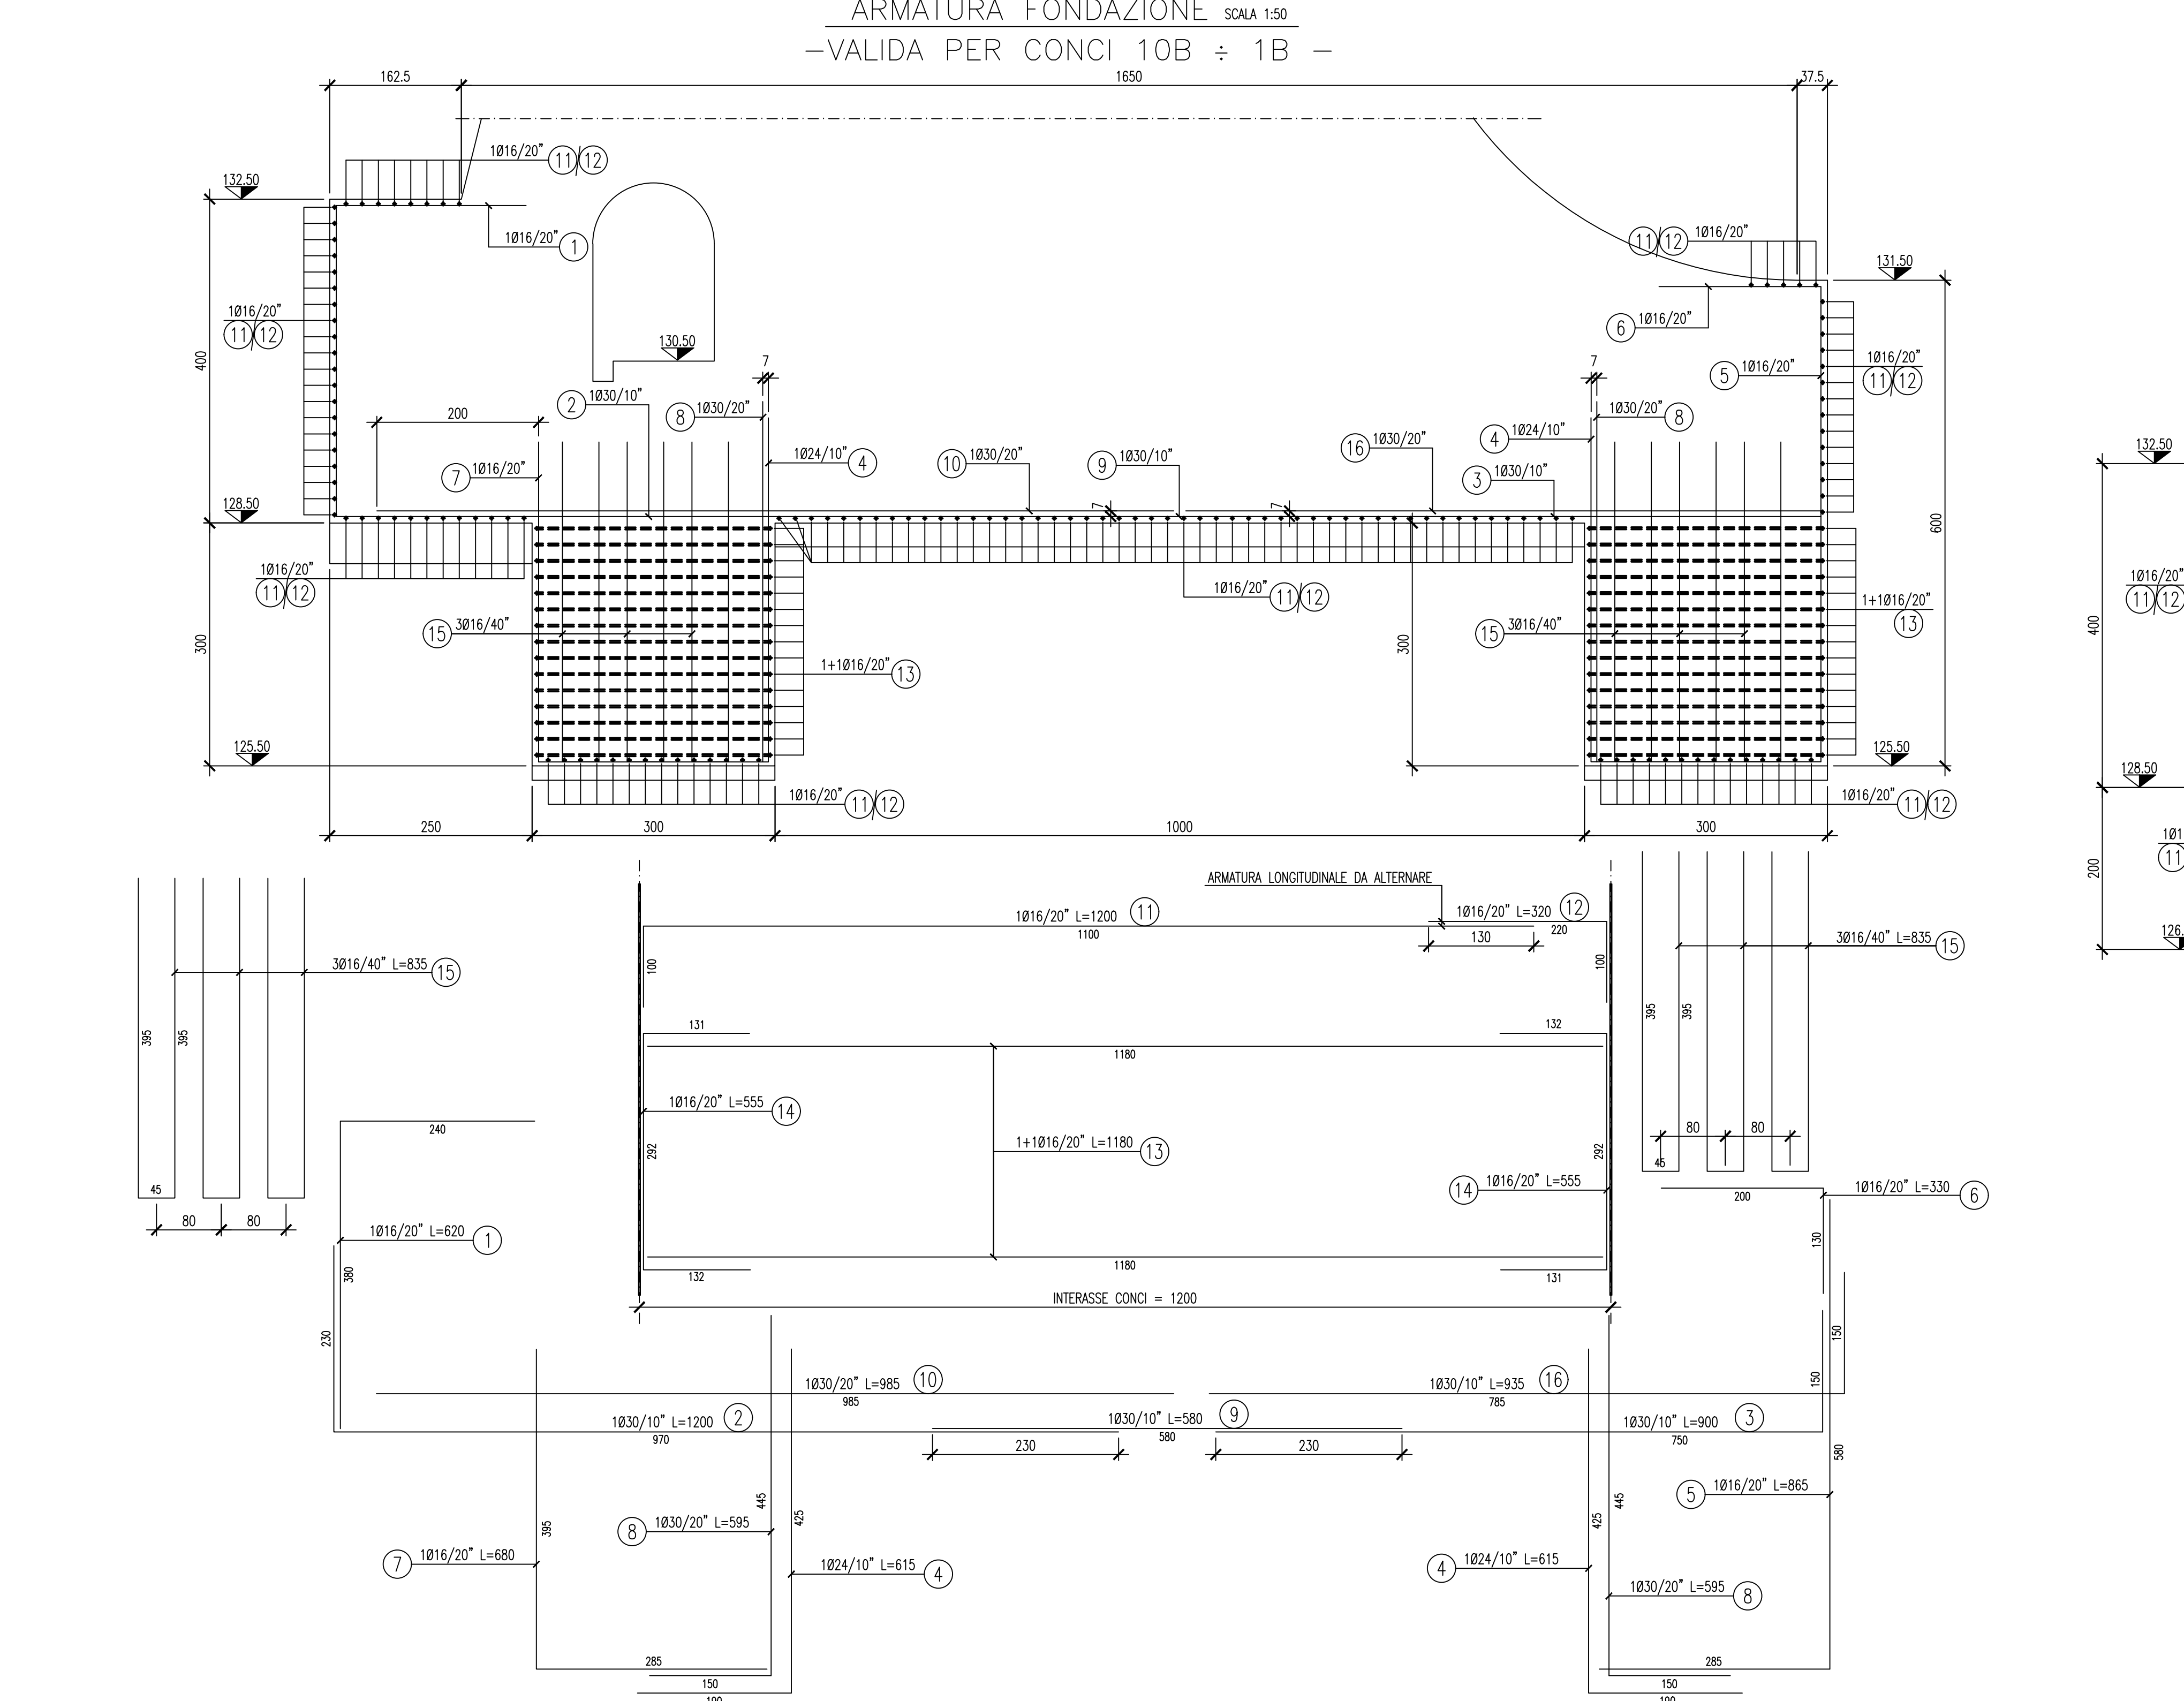 ARMATURA FONDAZIONE SCALA 1:50
-VALIDA PER CONCI 10B ÷ 1B -
162.5 1650 37.5
1Ø16/20" 11/12
132.50
1Ø16/20" 1
11/12 1Ø16/20"
131.50
1Ø16/20"
11/12
400
130.50
6 1Ø16/20"
7
7
5 1Ø16/20"
1Ø16/20"
11/12
2 1Ø30/10"
200
8 1Ø30/20"
1Ø30/20" 8
4 1Ø24/10"
16 1Ø30/20"
7 1Ø16/20"
1Ø24/10" 4
10 1Ø30/20"
9 1Ø30/10"
3 1Ø30/10"
132.50
128.50
7
7
600
1Ø16/20"
11/12
1Ø16/20" 11/12
1+1Ø16/20"
13
1Ø16/20"
11/12
400
300
15 3Ø16/40"
300
15 3Ø16/40"
1+1Ø16/20" 13
125.50
125.50
128.50
1Ø16/20" 11/12
1Ø16/20" 11/12
250 300 1000 300
1Ø1
11
200
126.
ARMATURA LONGITUDINALE DA ALTERNARE
1Ø16/20" L=1200 11
1100
1Ø16/20" L=320 12
220
130
100
100
3Ø16/40" L=835 15
395
395
45
80 80
3Ø16/40" L=835 15
395
395
45
80 80
131
132
1180
1Ø16/20" L=555 14
292
1+1Ø16/20" L=1180 13
292
14 1Ø16/20" L=555
1180
132
131
INTERASSE CONCI = 1200
240
1Ø16/20" L=620 1
380
230
200
1Ø16/20" L=330 6
130
150
150
1Ø30/20" L=985 10
985
1Ø30/10" L=935 16
785
1Ø30/10" L=1200 2
970
1Ø30/10" L=580 9
580
1Ø30/10" L=900 3
750
230 230
580
5 1Ø16/20" L=865
445
425
395
8 1Ø30/20" L=595
7 1Ø16/20" L=680
1Ø24/10" L=615 4
425
445
4 1Ø24/10" L=615
1Ø30/20" L=595 8
285
150
190
285
150
190